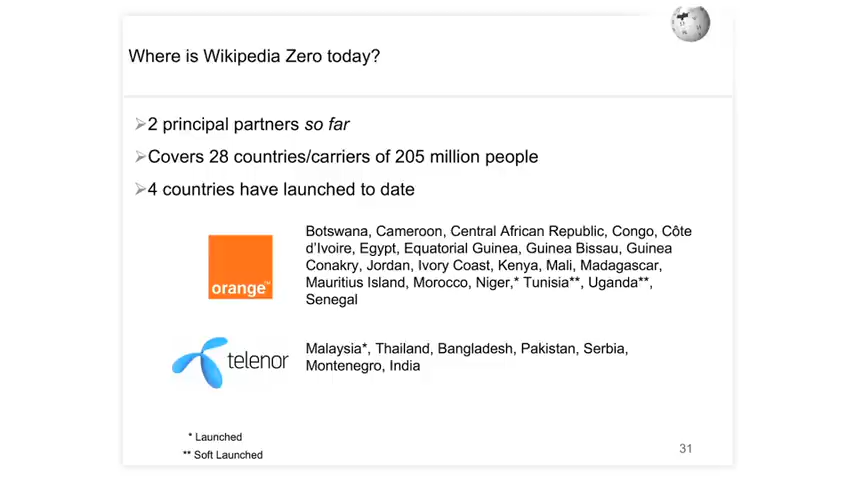 Where is Wikipedia Zero today?
➢2 principal partners so far
➢Covers 28 countries/carriers of 205 million people
➢4 countries have launched to date
orange™
Botswana, Cameroon, Central African Republic, Congo, Côte
d’Ivoire, Egypt, Equatorial Guinea, Guinea Bissau, Guinea
Conakry, Jordan, Ivory Coast, Kenya, Mali, Madagascar,
Mauritius Island, Morocco, Niger,* Tunisia**, Uganda**,
Senegal
telenor
Malaysia*, Thailand, Bangladesh, Pakistan, Serbia,
Montenegro, India
* Launched
** Soft Launched
31